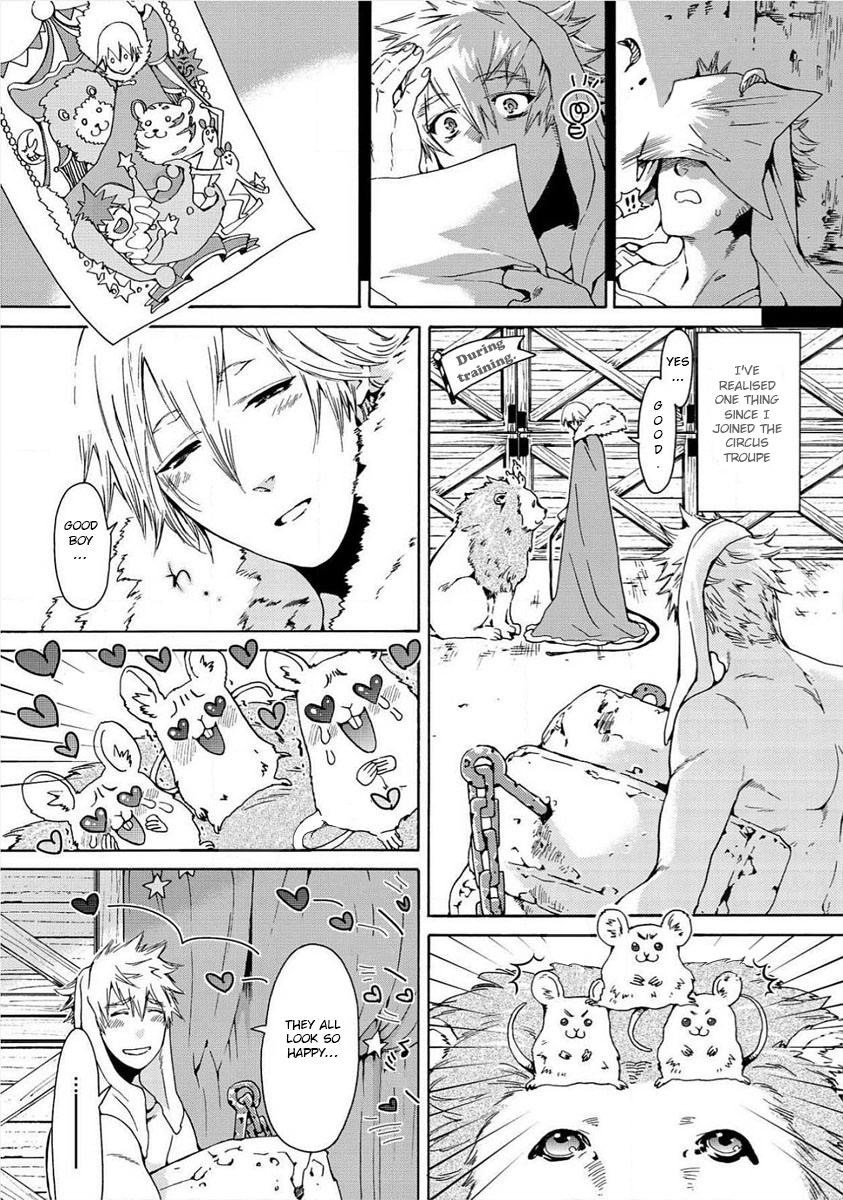 !!
I'VE
REALISED
ONE THING
SINCE I
JOINED THE
CIRCUS
TROUPE
YES
...
GOOD.
During
training
GOOD
BOY
...
THEY ALL
LOOK SO
HAPPY...
.......